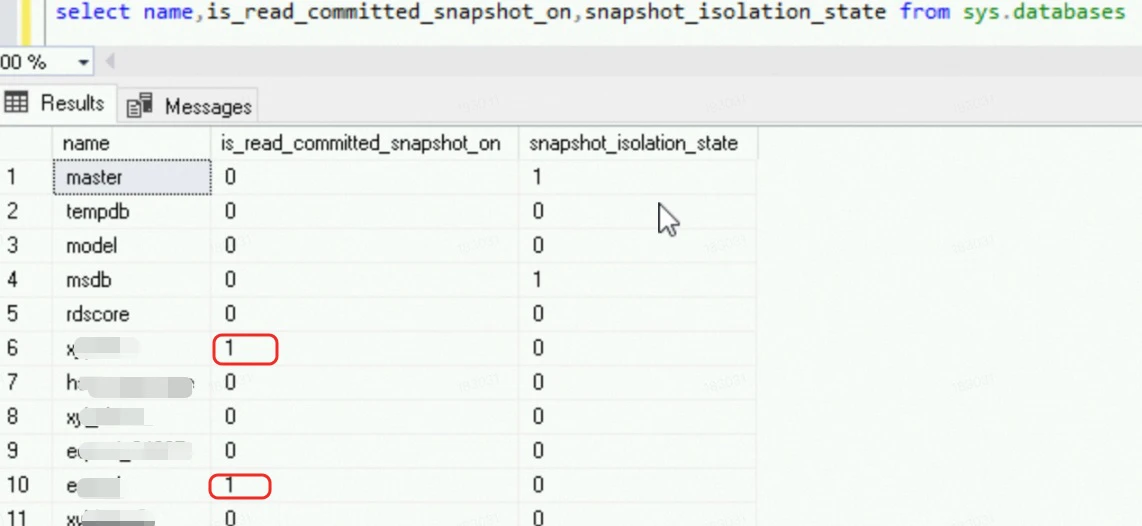 select name,is_read_committed_snapshot_on,snapshot_isolation_state from sys.databases
00 %
Results Messages
name is_read_committed_snapshot_on snapshot_isolation_state
1 master 0 1
2 tempdb 0 0
3 model 0 0
4 msdb 0 1
5 rdscore 0 0
6 1 0
7 0 0
8 0 0
9 0 0
10 1 0
11 0 0